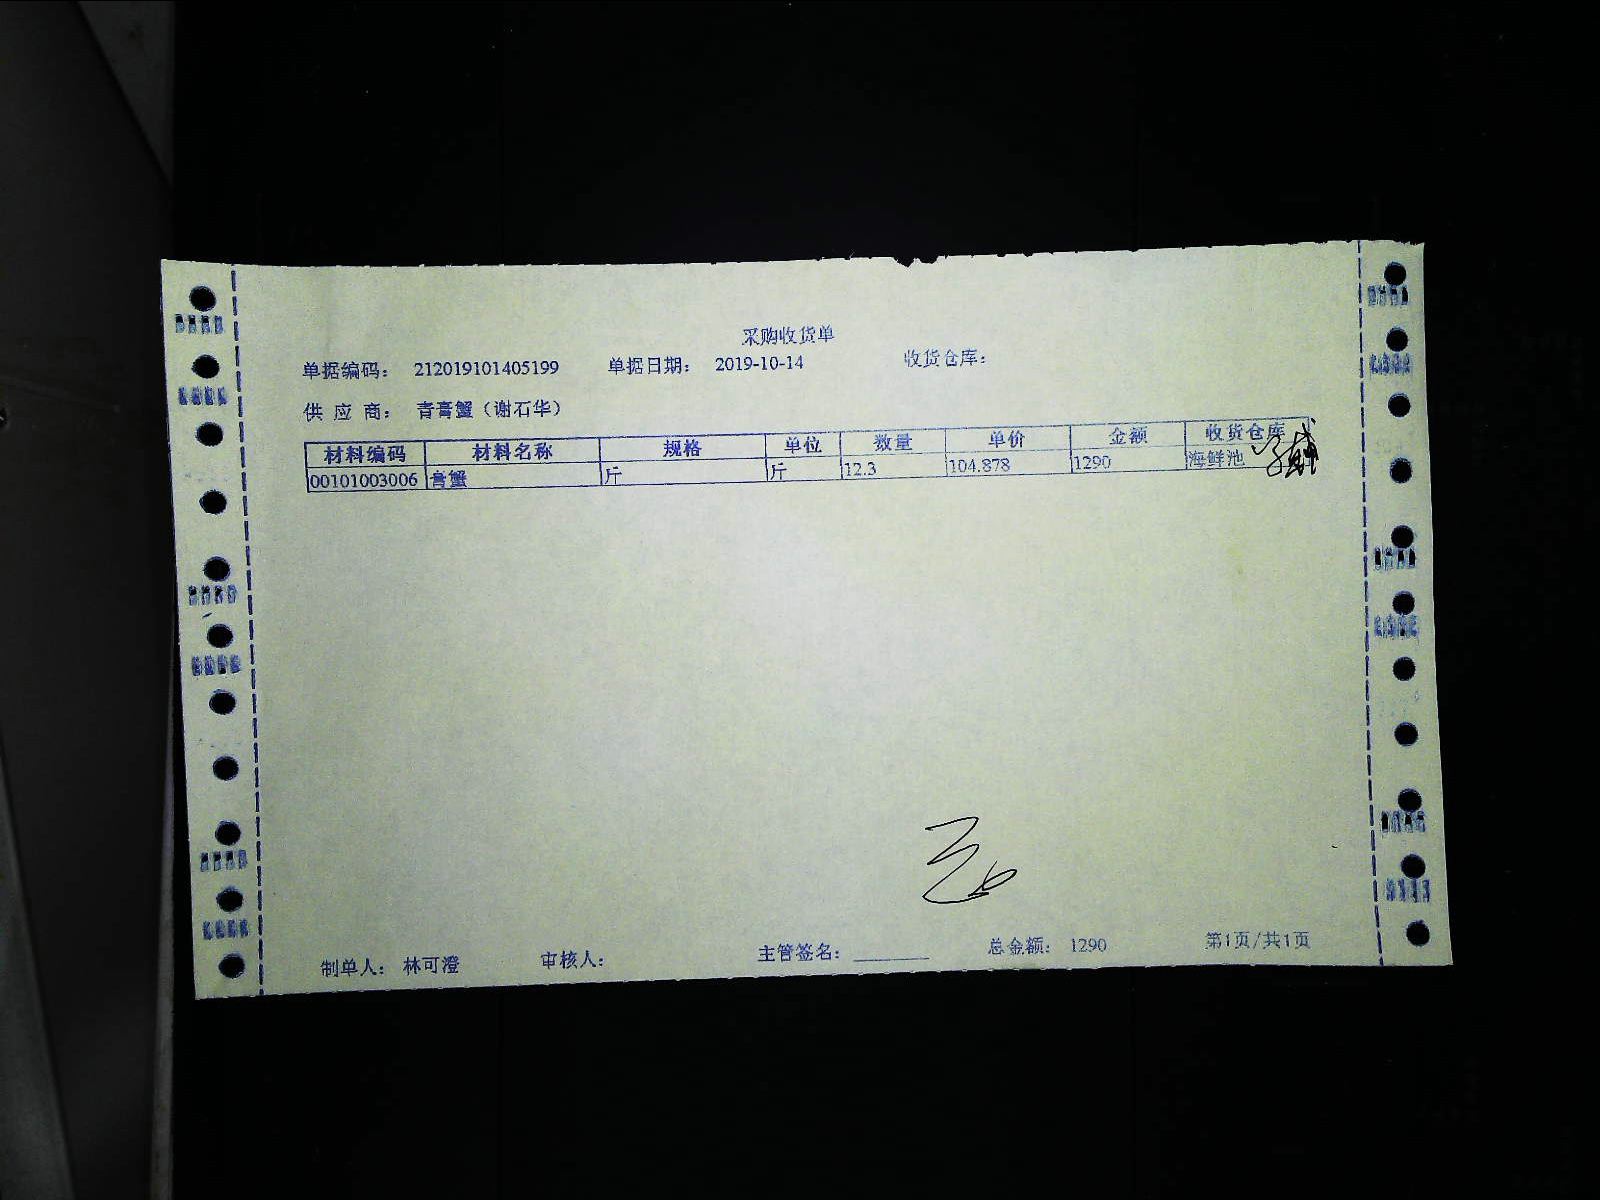 采购收货单
单据编码： 212019101405199 单据日期： 2019-10-14 收货仓库：
供 应 商： 青膏蟹（谢石华）
材料编码 材料名称 规格 单位 数量 单价 金额 收货仓库
00101003006 膏蟹 斤 斤 12.3 104.878 1290 海鲜池
制单人： 林可澄 审核人： 主管签名：________ 总金额： 1290 第1页/共1页